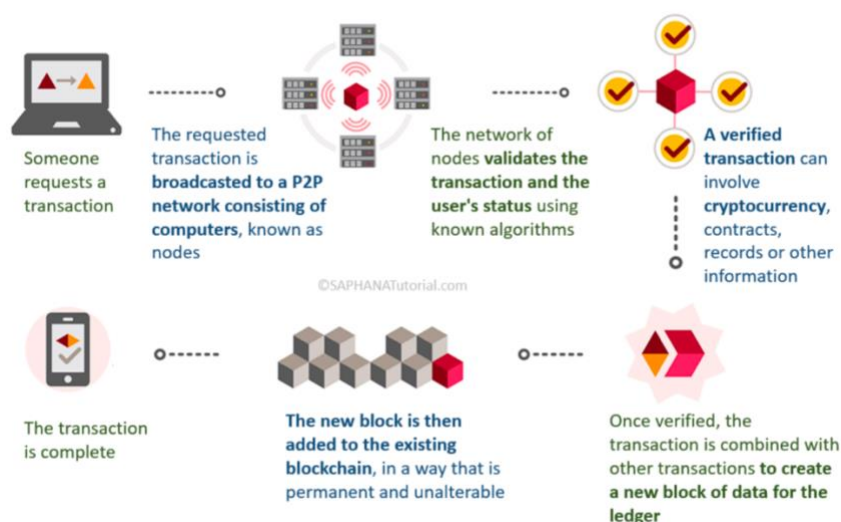 Someone
requests a
transaction
The requested
transaction is
broadcasted to a P2P
network consisting of
computers, known as
nodes
The network of
nodes validates the
transaction and the
user's status using
known algorithms
A verified
transaction can
involve
cryptocurrency,
contracts,
records or other
information
©SAPHANATutorial.com
Once verified, the
transaction is combined with
other transactions to create
a new block of data for the
ledger
The new block is then
added to the existing
blockchain, in a way that is
permanent and unalterable
The transaction
is complete